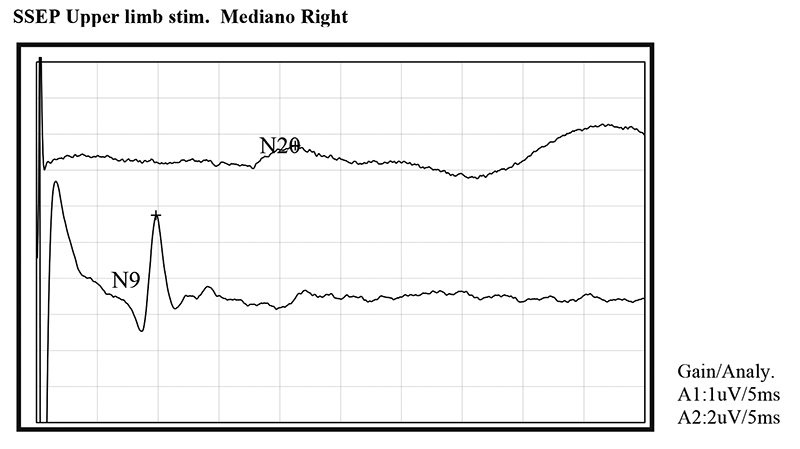 SSEP Upper limb stim.  Mediano Right
N20
N9
Gain/Analy.
A1:1uV/5ms
A2:2uV/5ms